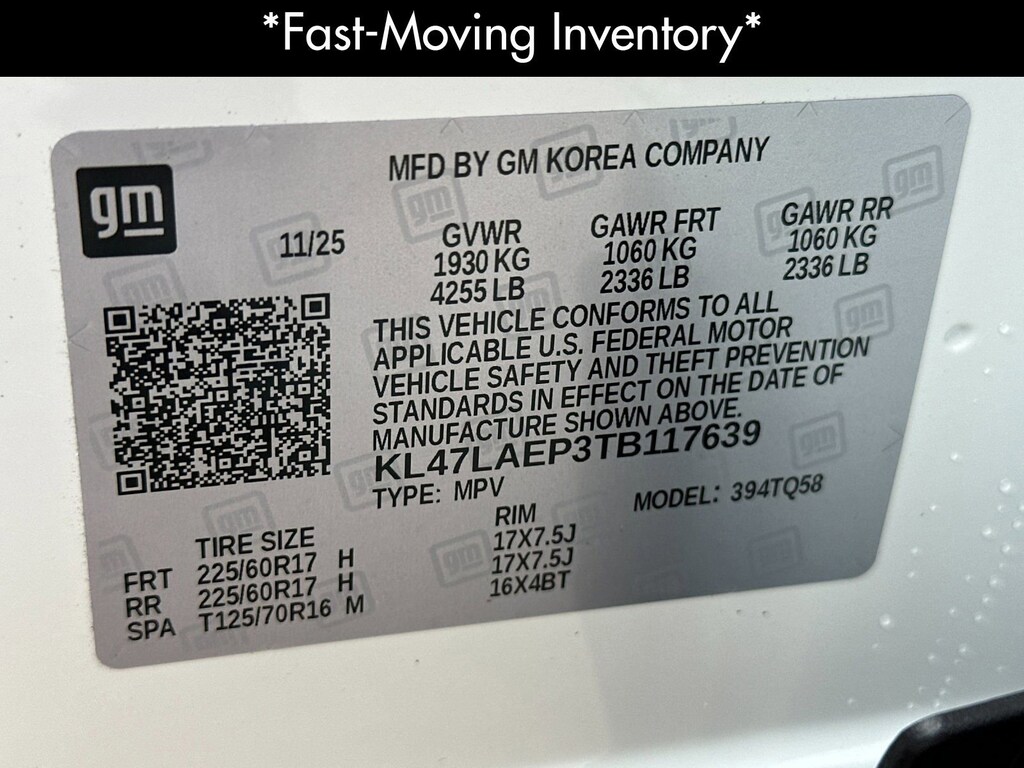 *Fast-Moving Inventory*
gm
MFD BY GM KOREA COMPANY
11/25
GVWR
1930 KG
4255 LB
GAWR FRT
1060 KG
2336 LB
GAWR RR
1060 KG
2336 LB
THIS VEHICLE CONFORMS TO ALL
APPLICABLE U.S. FEDERAL MOTOR
VEHICLE SAFETY AND THEFT PREVENTION
STANDARDS IN EFFECT ON THE DATE OF
MANUFACTURE SHOWN ABOVE.
KL47LAEP3TB117639
TYPE: MPV MODEL: 394TQ58
TIRE SIZE RIM
FRT 225/60R17 H 17X7.5J
RR 225/60R17 H 17X7.5J
SPA T125/70R16 M 16X4BT